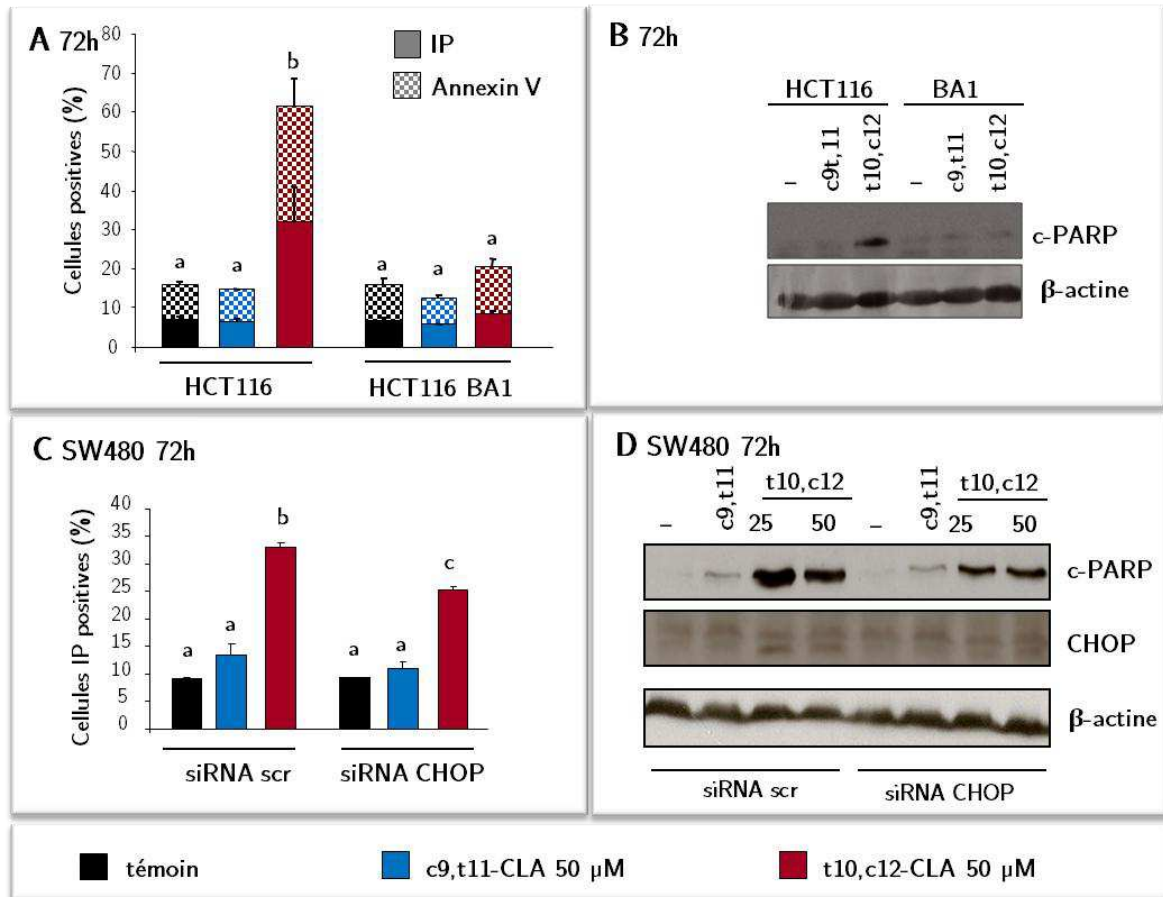 A 72h
80
70
60
50
40
30
20
10
0
Cellules positives (%)
IP
Annexin V
a
a
b
a
a
a
HCT116
HCT116 BA1
B 72h
HCT116
BA1
–
c9t,11
t10,c12
–
c9,t11
t10,c12
c-PARP
β-actine
C SW480 72h
40
35
30
25
20
15
10
5
0
Cellules IP positives (%)
a
a
b
a
a
c
siRNA scr
siRNA CHOP
D SW480 72h
–
c9,t11
t10,c12
25
50
–
c9,t11
t10,c12
25
50
c-PARP
CHOP
β-actine
siRNA scr
siRNA CHOP
témoin
c9,t11-CLA 50 µM
t10,c12-CLA 50 µM